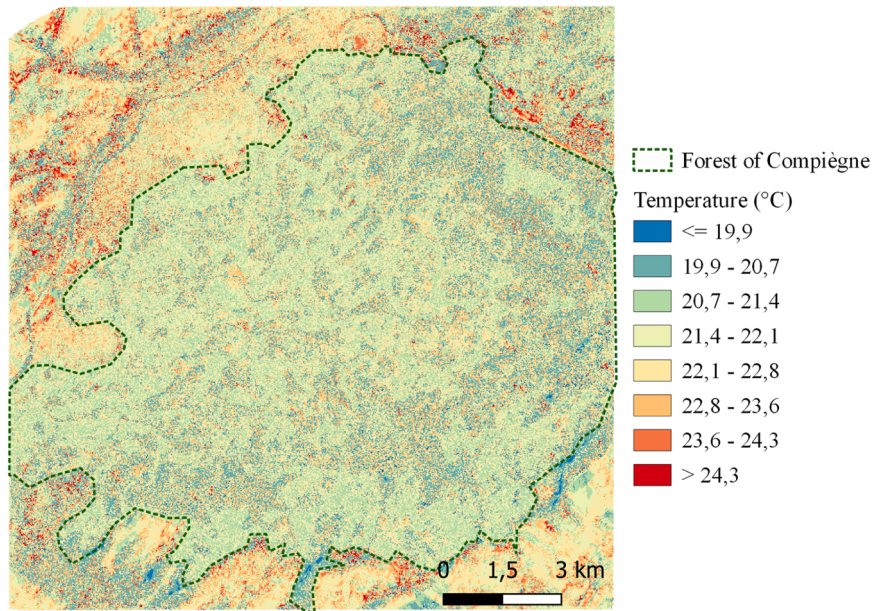 Forest of Compiègne
Temperature (°C)
<= 19,9
19,9 - 20,7
20,7 - 21,4
21,4 - 22,1
22,1 - 22,8
22,8 - 23,6
23,6 - 24,3
> 24,3
0 1,5 3 km